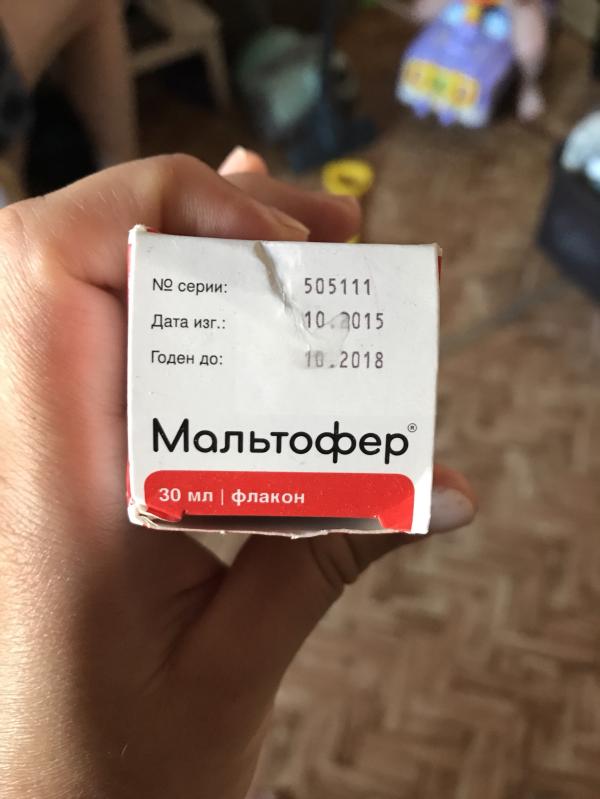 № серии: 505111
Дата изг.: 10.2015
Годен до: 10.2018
Мальтофер®
30 мл | флакон